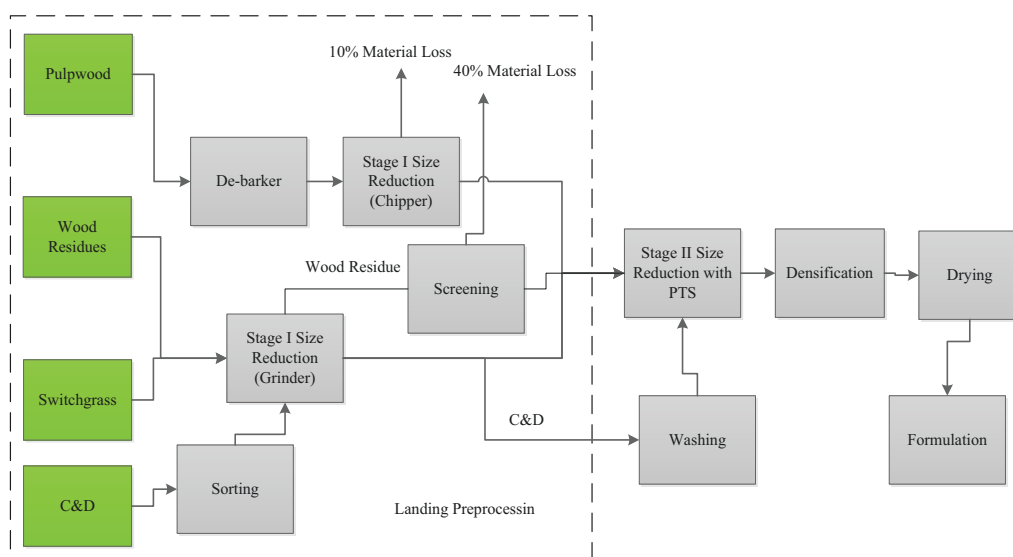 Pulpwood
10% Material Loss
40% Material Loss
De-barker
Stage I Size
Reduction
(Chipper)
Wood
Residues
Wood Residue
Screening
Stage I Size
Reduction
(Grinder)
Stage II Size
Reduction with
PTS
Densification
Drying
Switchgrass
C&D
Washing
Formulation
C&D
Sorting
Landing Preprocessin